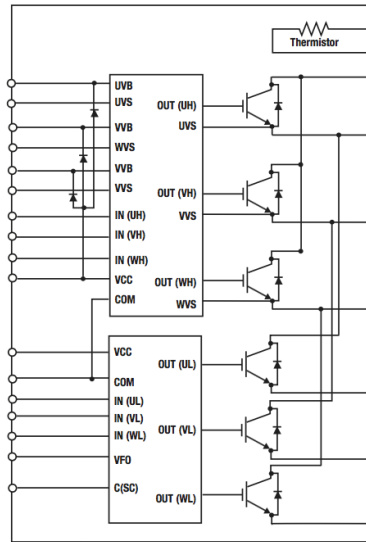 Thermistor
UVB
UVS
OUT (UH)
VVB
UVS
WVS
VVB
VVS
OUT (VH)
IN (UH)
VVS
IN (VH)
IN (WH)
VCC
OUT (WH)
COM
WVS
VCC
OUT (UL)
COM
IN (UL)
IN (VL)
OUT (VL)
IN (WL)
VFO
C(SC)
OUT (WL)